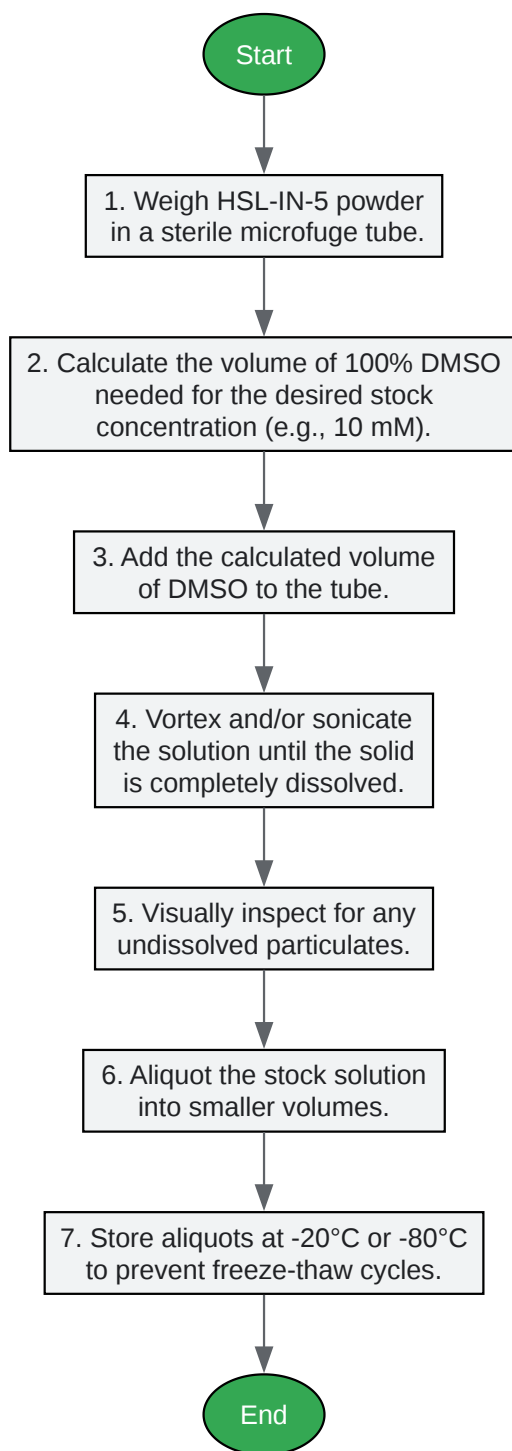 Start
1. Weigh HSL-IN-5 powder
in a sterile microfuge tube.
2. Calculate the volume of 100% DMSO
needed for the desired stock
concentration (e.g., 10 mM).
3. Add the calculated volume
of DMSO to the tube.
4. Vortex and/or sonicate
the solution until the solid
is completely dissolved.
5. Visually inspect for any
undissolved particulates.
6. Aliquot the stock solution
into smaller volumes.
7. Store aliquots at -20°C or -80°C
to prevent freeze-thaw cycles.
End